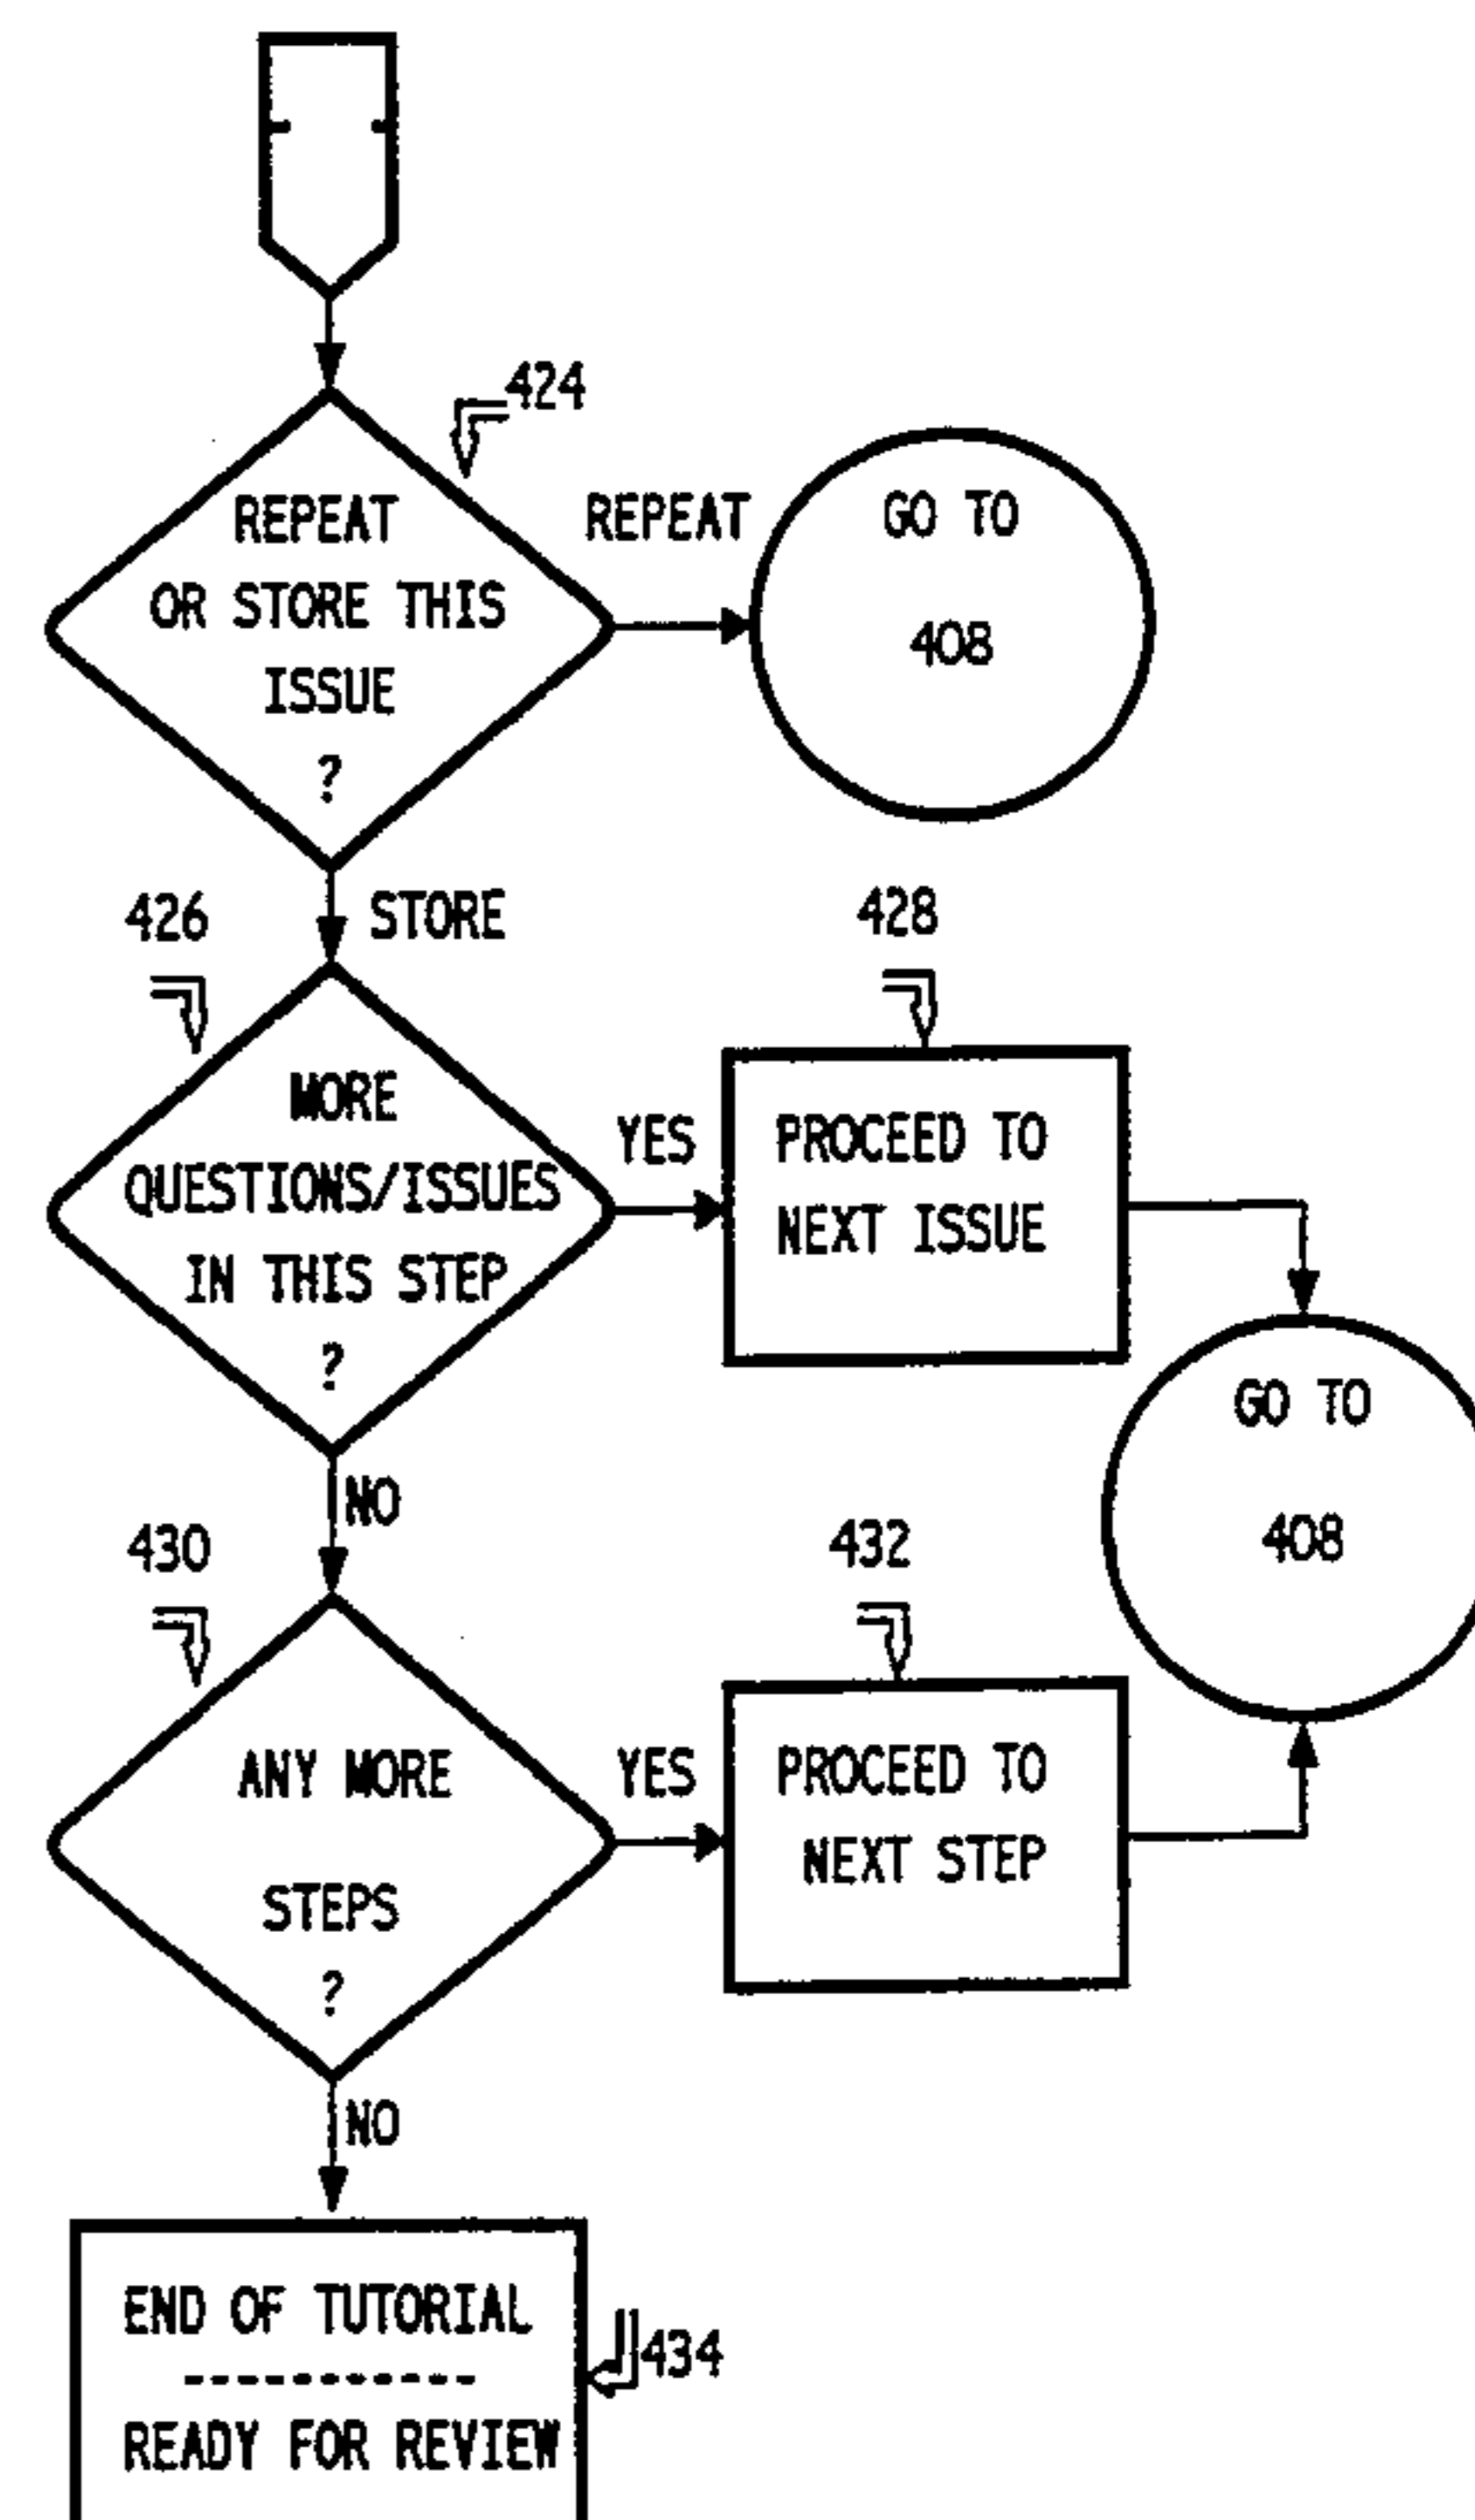 424
REPEAT
OR STORE THIS
ISSUE
?
REPEAT
GO TO
408
STORE
426
MORE
QUESTIONS/ISSUES
IN THIS STEP
?
YES
428
PROCEED TO
NEXT ISSUE
GO TO
408
NO
430
ANY MORE
STEPS
?
YES
432
PROCEED TO
NEXT STEP
NO
END OF TUTORIAL
-----------
READY FOR REVIEW
434